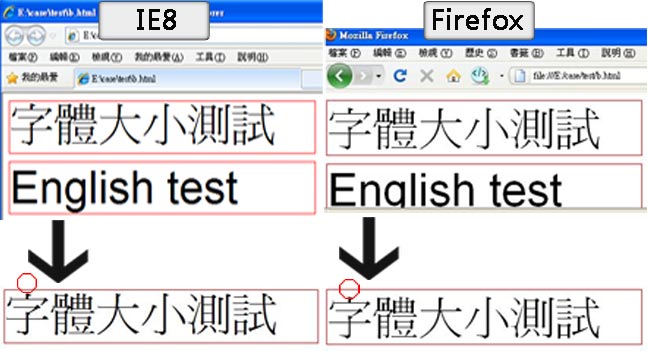 IE8
E:\case\test\b.html
檔案(F) 編輯(E) 檢視(V) 我的最愛(A) 工具(T) 說明(H)
我的最愛 E:\case\test\b.html
字體大小測試
English test
字體大小測試
Firefox
Mozilla Firefox
檔案(F) 編輯(E) 檢視(V) 歷史(S) 書籤(B) 工具(T) 說明(H)
file:///E:/case/test/b.html
字體大小測試
English test
字體大小測試